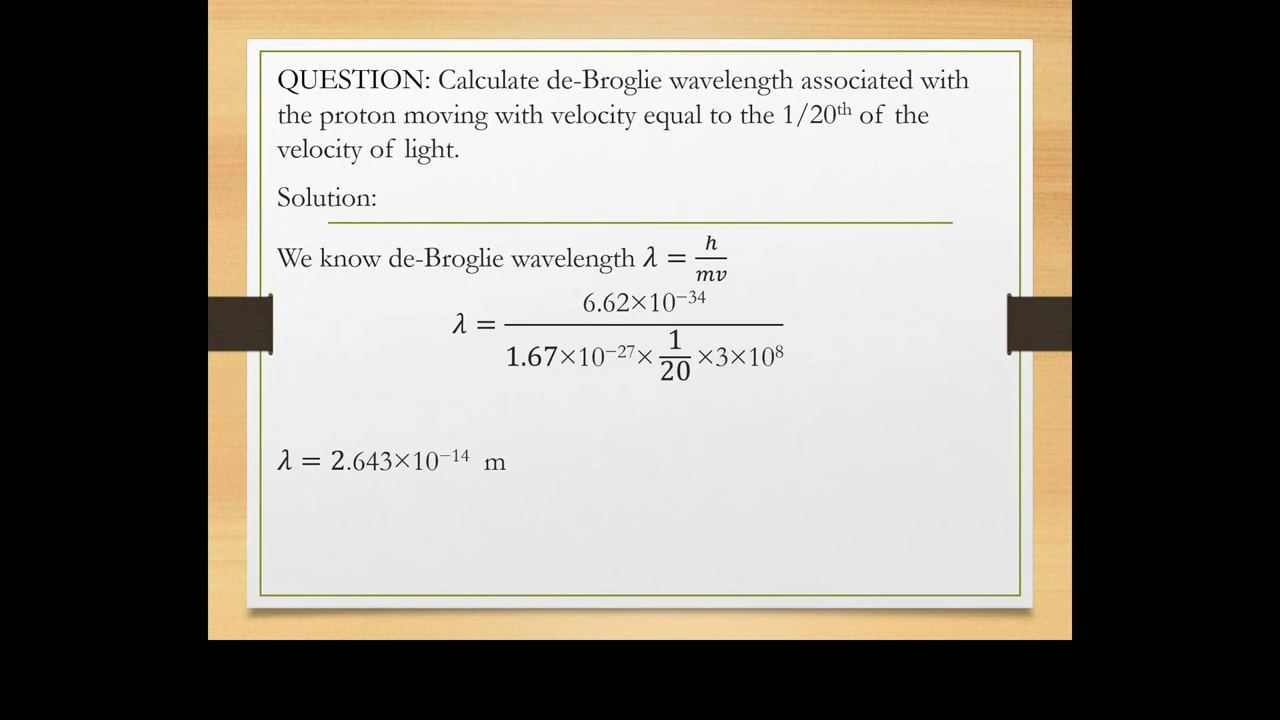 QUESTION: Calculate de-Broglie wavelength associated with
the proton moving with velocity equal to the 1/20ᵗʰ of the
velocity of light.
Solution:
We know de-Broglie wavelength λ = h/mv
λ = 6.62×10⁻³⁴ / 1.67×10⁻²⁷× 1/20 ×3×10⁸
λ = 2.643×10⁻¹⁴ m